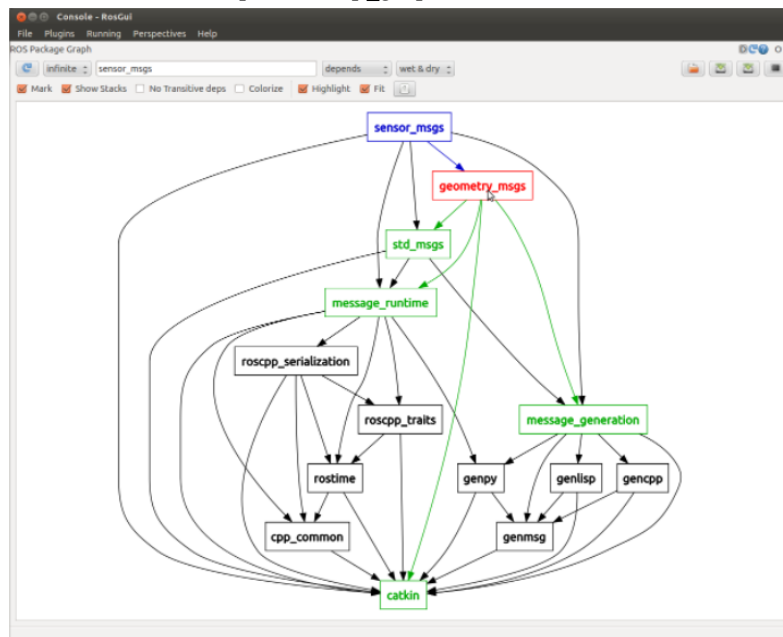 Console - RosGui
File Plugins Running Perspectives Help
ROS Package Graph
infinite sensor_msgs depends wet & dry
Mark Show Stacks No Transitive deps Colorize Highlight Fit
sensor_msgs
geometry_msgs
std_msgs
message_runtime
roscpp_serialization
roscpp_traits message_generation
rostime genpy genlisp gencpp
cpp_common genmsg
catkin